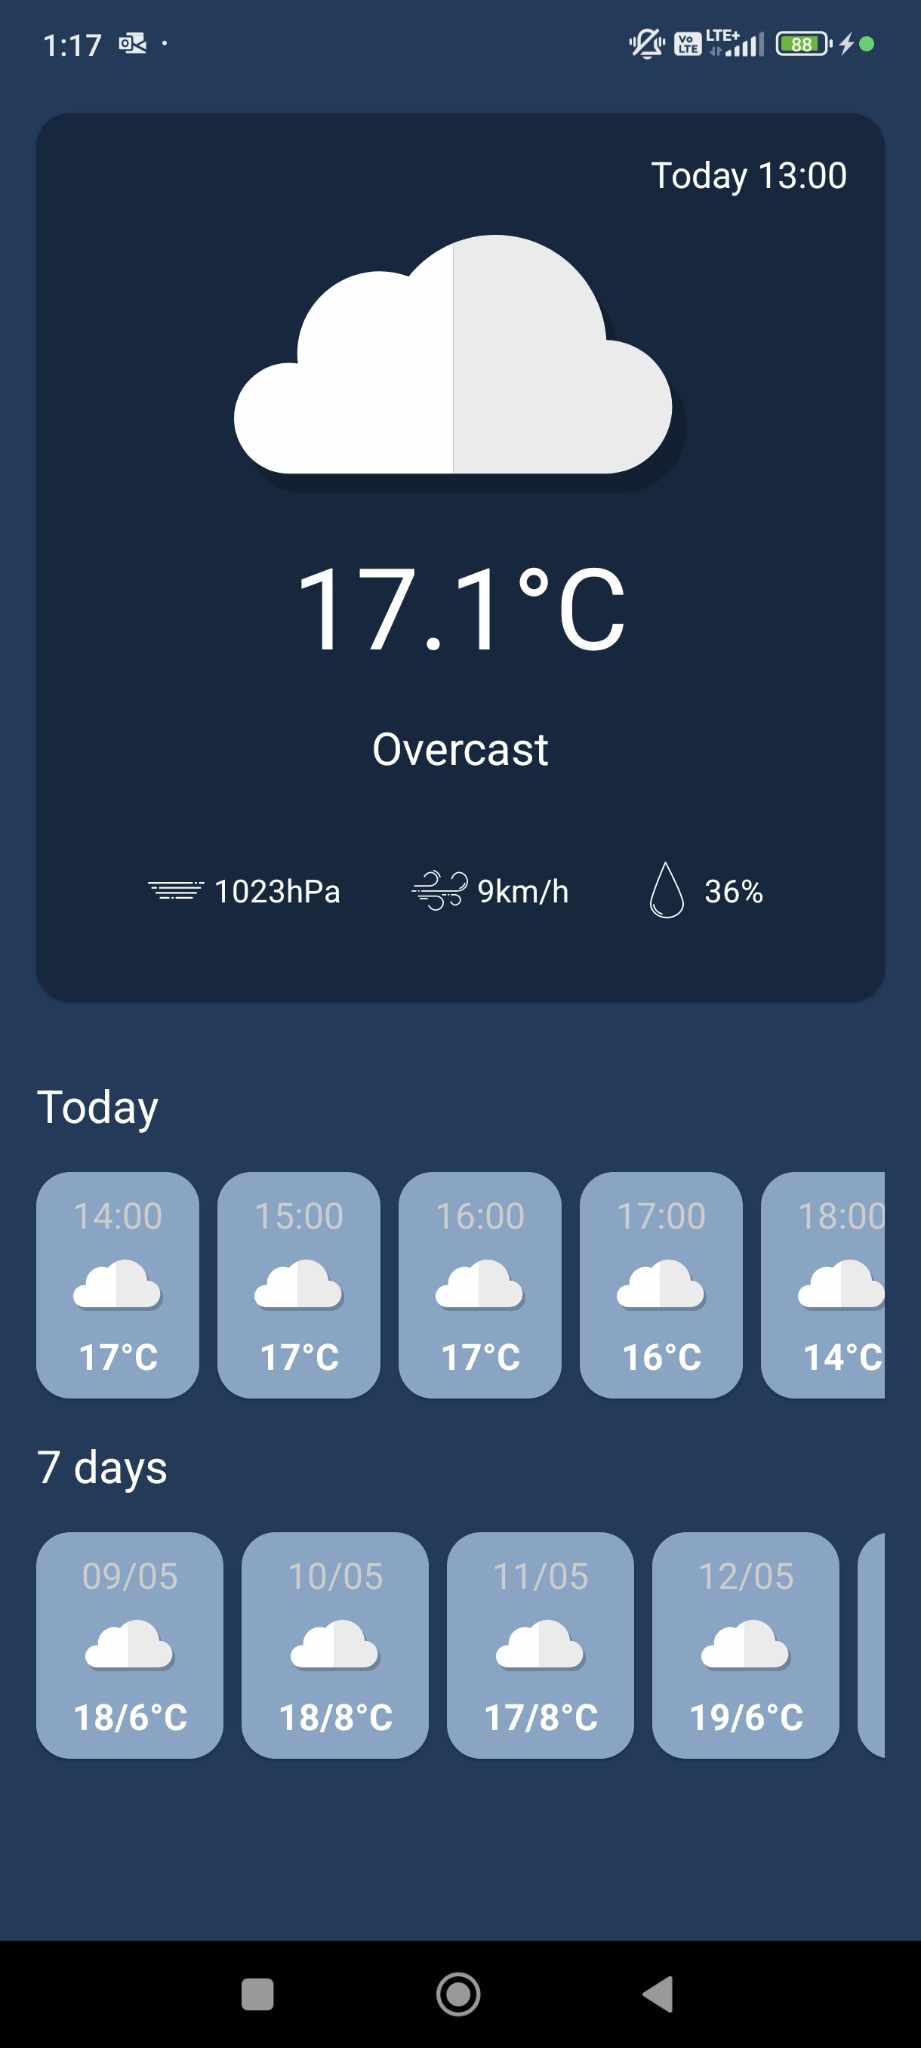 1:17
Vo LTE LTE+ 88
Today 13:00
17.1°C
Overcast
1023hPa 9km/h 36%
Today
14:00 15:00 16:00 17:00 18:00
17°C 17°C 17°C 16°C 14°C
7 days
09/05 10/05 11/05 12/05
18/6°C 18/8°C 17/8°C 19/6°C